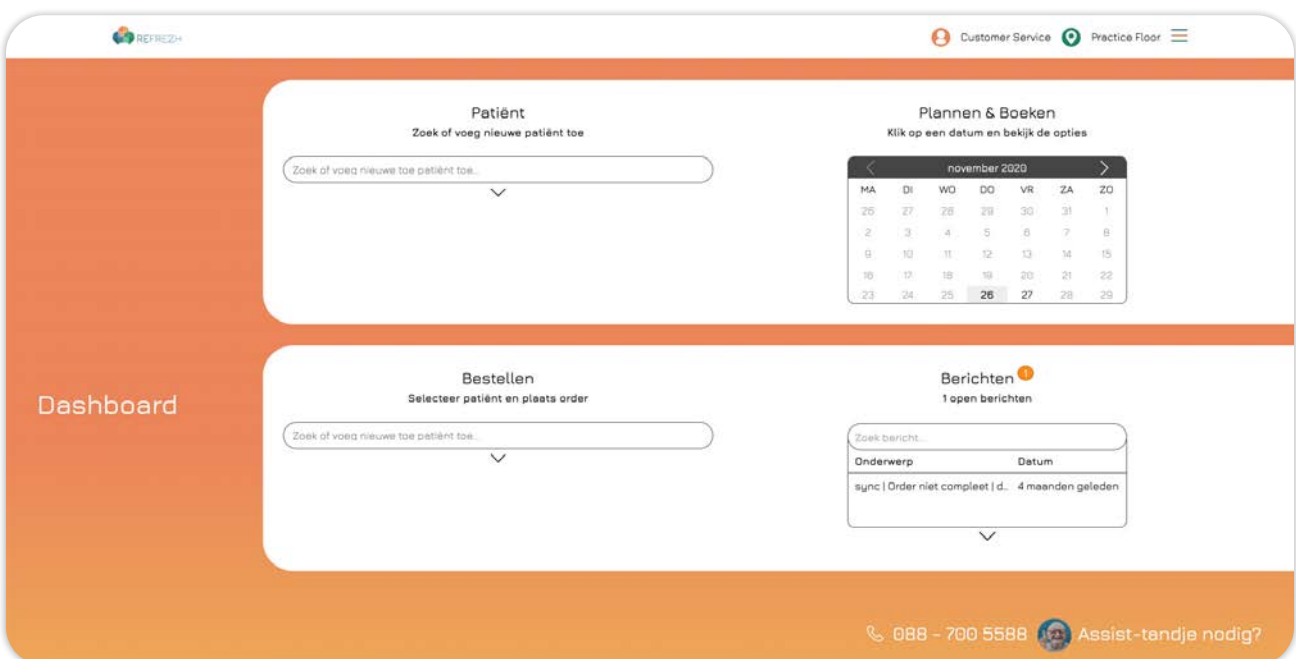 REFREZH
Customer Service
Practice Floor
Patiënt
Zoek of voeg nieuwe patiënt toe
Zoek of voeg nieuwe toe patiënt toe...
Plannen & Boeken
Klik op een datum en bekijk de opties
november 2020
MA DI WO DO VR ZA ZO
26 27 28 29 30 31 1
2 3 4 5 6 7 8
9 10 11 12 13 14 15
16 17 18 19 20 21 22
23 24 25 26 27 28 29
Dashboard
Bestellen
Selecteer patiënt en plaats order
Zoek of voeg nieuwe toe patiënt toe...
Berichten 1
1 open berichten
Zoek bericht...
Onderwerp Datum
sync | Order niet compleet | d... 4 maanden geleden
088 - 700 5588 Assist-tandje nodig?